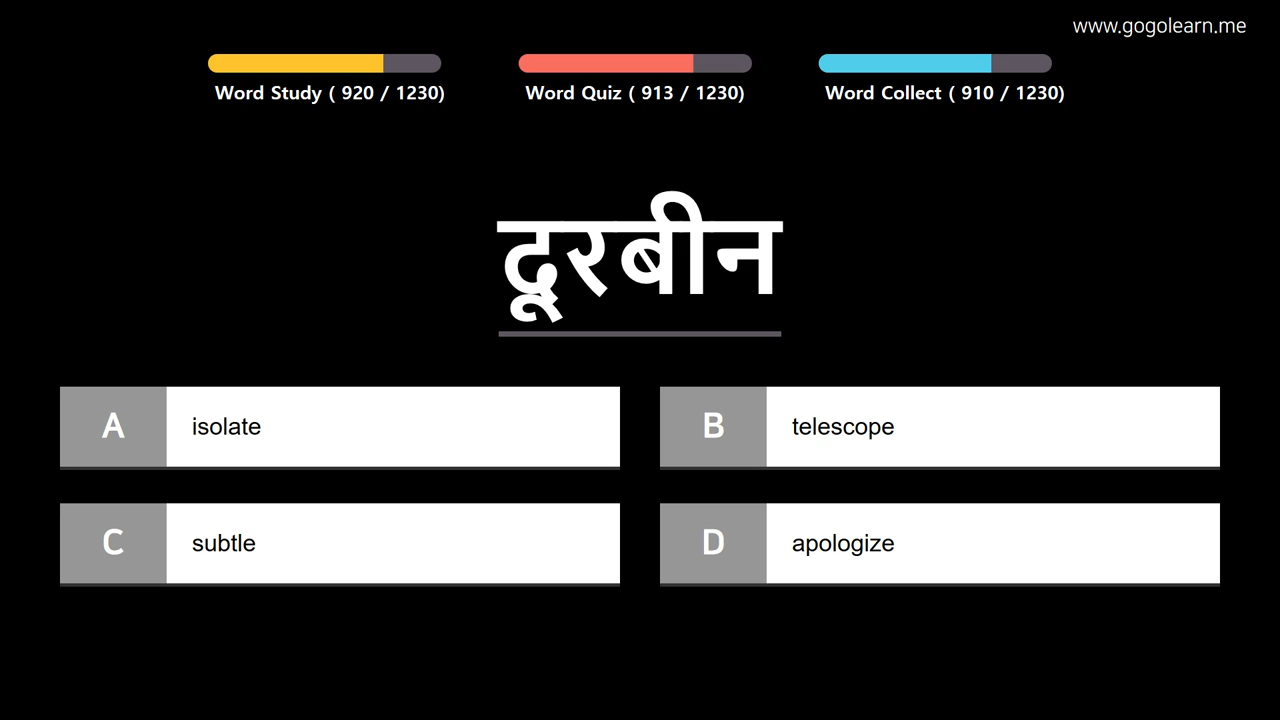 www.gogolearn.me
Word Study ( 920 / 1230)
Word Quiz ( 913 / 1230)
Word Collect ( 910 / 1230)
दूरबीन
A isolate
B telescope
C subtle
D apologize